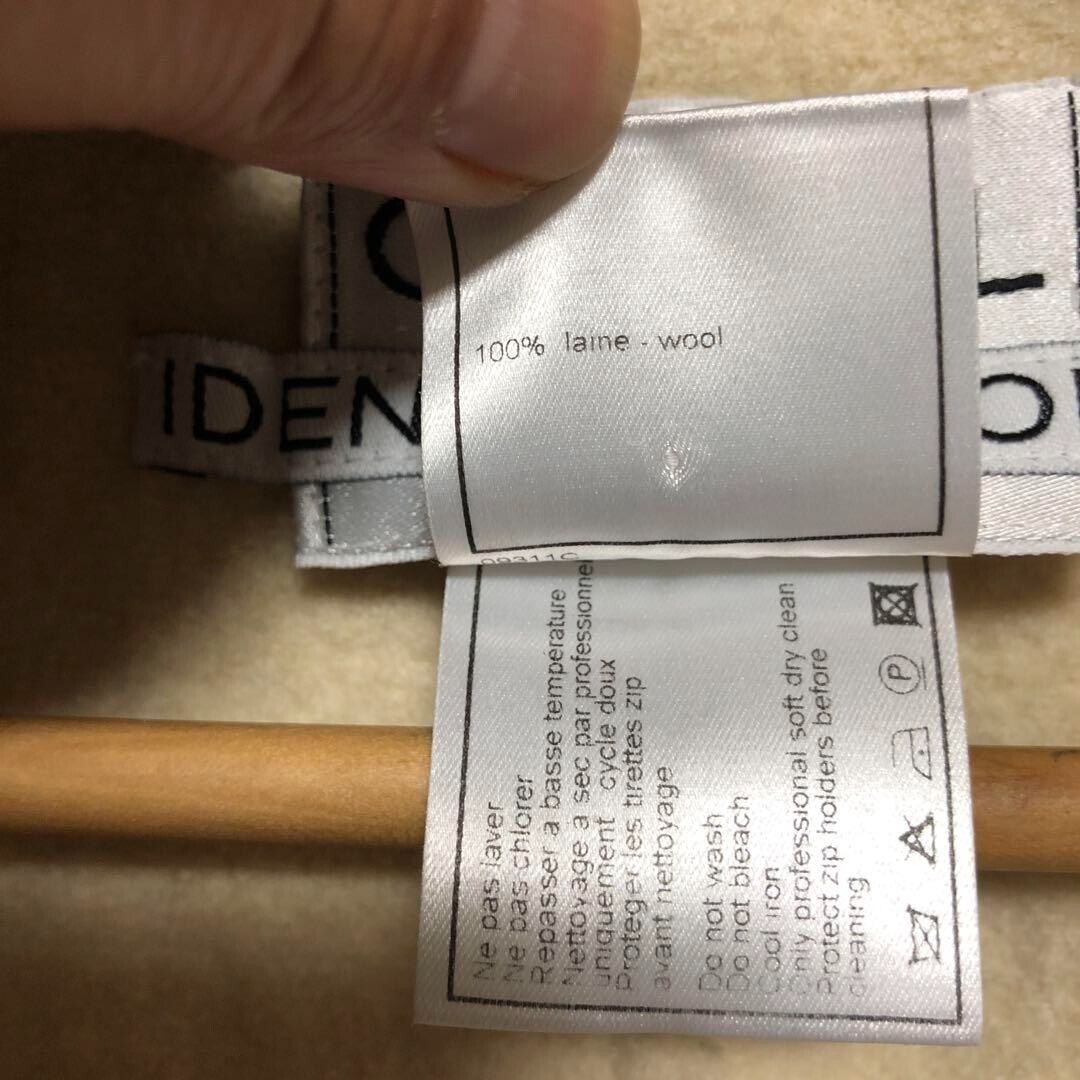 100% laine - wool
IDEN
Ne pas laver
Ne pas chlorer
Repasser a basse temperature
Nettoyage a sec par professionnel
uniquement cycle doux
Proteger les tirettes zip
avant nettoyage
Do not wash
Do not bleach
Cool iron
Only professional soft dry clean
Protect zip holders before
cleaning
P